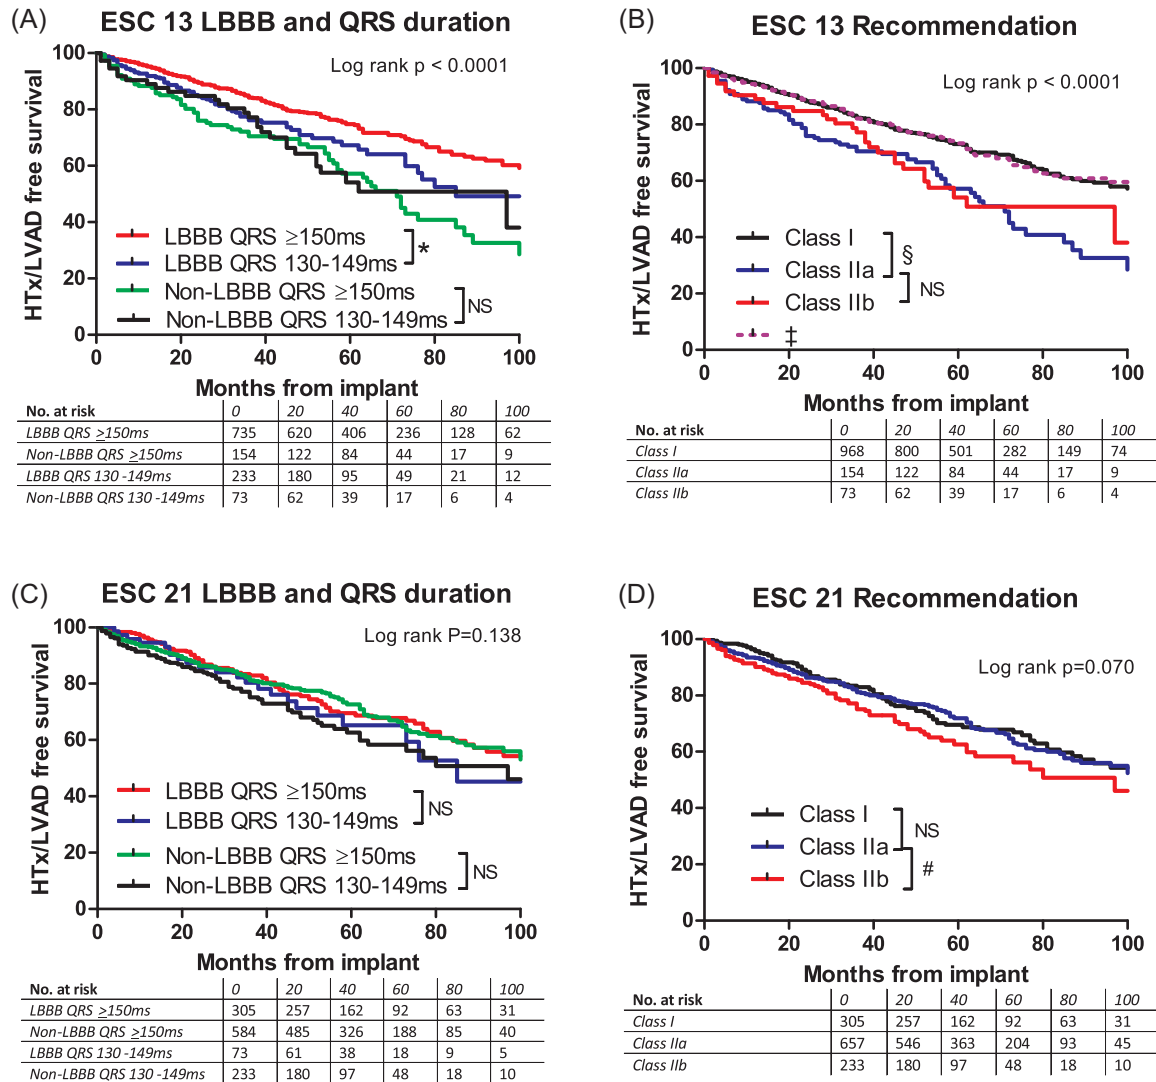 (A)
ESC 13 LBBB and QRS duration
Log rank p < 0.0001
HTx/LVAD free survival
100
80
60
40
20
0
LBBB QRS ≥150ms
LBBB QRS 130-149ms
*
Non-LBBB QRS ≥150ms
Non-LBBB QRS 130-149ms
NS
0 20 40 60 80 100
Months from implant
No. at risk 0 20 40 60 80 100
LBBB QRS ≥150ms 735 620 406 236 128 62
Non-LBBB QRS ≥150ms 154 122 84 44 17 9
LBBB QRS 130 -149ms 233 180 95 49 21 12
Non-LBBB QRS 130 -149ms 73 62 39 17 6 4
(B)
ESC 13 Recommendation
Log rank p < 0.0001
HTx/LVAD free survival
100
80
60
40
20
0
Class I
§
Class IIa
NS
Class IIb
‡
0 20 40 60 80 100
Months from implant
No. at risk 0 20 40 60 80 100
Class I 968 800 501 282 149 74
Class IIa 154 122 84 44 17 9
Class IIb 73 62 39 17 6 4
(C)
ESC 21 LBBB and QRS duration
Log rank P=0.138
HTx/LVAD free survival
100
80
60
40
20
0
LBBB QRS ≥150ms
NS
LBBB QRS 130-149ms
Non-LBBB QRS ≥150ms
NS
Non-LBBB QRS 130-149ms
0 20 40 60 80 100
Months from implant
No. at risk 0 20 40 60 80 100
LBBB QRS ≥150ms 305 257 162 92 63 31
Non-LBBB QRS ≥150ms 584 485 326 188 85 40
LBBB QRS 130 -149ms 73 61 38 18 9 5
Non-LBBB QRS 130 -149ms 233 180 97 48 18 10
(D)
ESC 21 Recommendation
Log rank p=0.070
HTx/LVAD free survival
100
80
60
40
20
0
Class I
NS
Class IIa
#
Class IIb
0 20 40 60 80 100
Months from implant
No. at risk 0 20 40 60 80 100
Class I 305 257 162 92 63 31
Class IIa 657 546 363 204 93 45
Class IIb 233 180 97 48 18 10